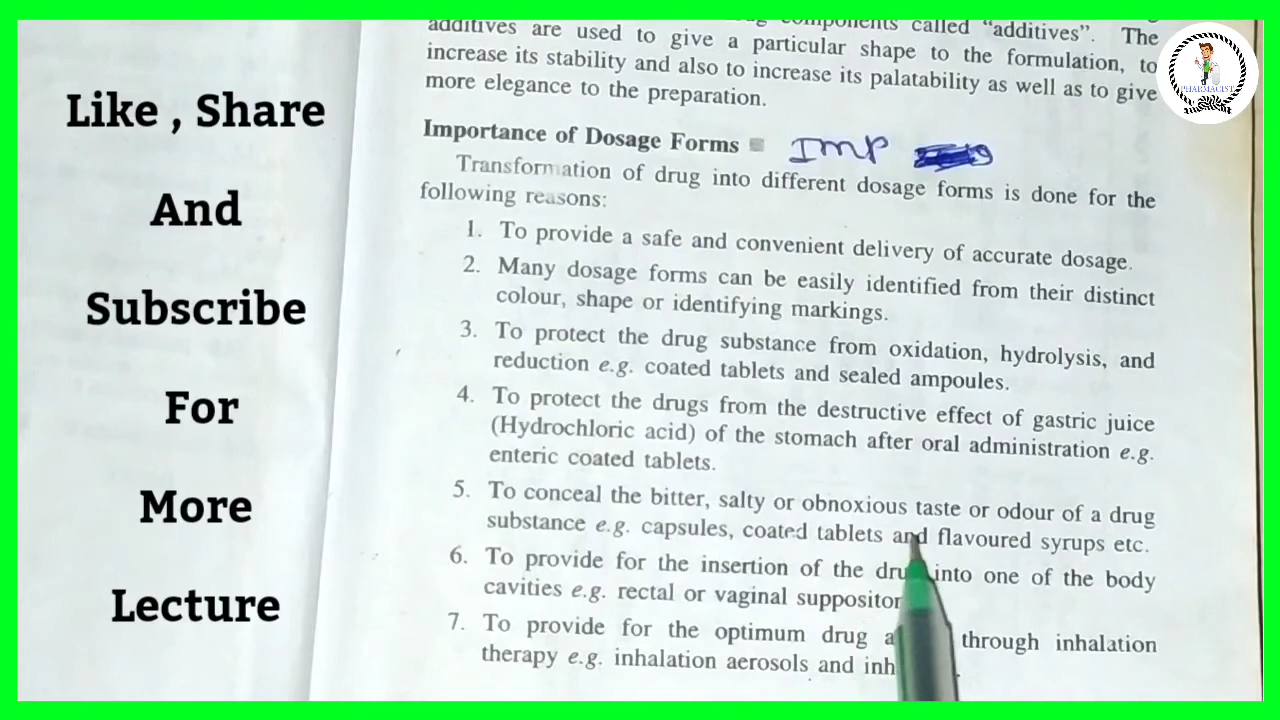 Like , Share
And
Subscribe
For
More
Lecture
PHARMACIST
components called “additives”. The
additives are used to give a particular shape to the formulation, to
increase its stability and also to increase its palatability as well as to give
more elegance to the preparation.
Importance of Dosage Forms IMP
Transformation of drug into different dosage forms is done for the
following reasons:
1. To provide a safe and convenient delivery of accurate dosage.
2. Many dosage forms can be easily identified from their distinct
colour, shape or identifying markings.
3. To protect the drug substance from oxidation, hydrolysis, and
reduction e.g. coated tablets and sealed ampoules.
4. To protect the drugs from the destructive effect of gastric juice
(Hydrochloric acid) of the stomach after oral administration e.g.
enteric coated tablets.
5. To conceal the bitter, salty or obnoxious taste or odour of a drug
substance e.g. capsules, coated tablets and flavoured syrups etc.
6. To provide for the insertion of the into one of the body
cavities e.g. rectal or vaginal
7. To provide for the optimum drug through inhalation
therapy e.g. inhalation aerosols and